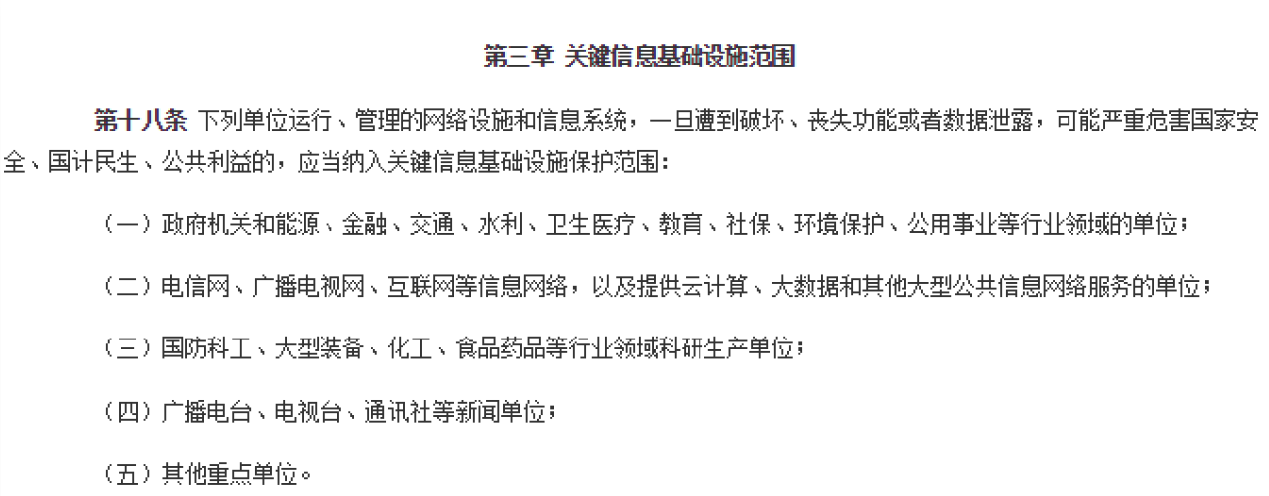 第三章 关键信息基础设施范围
第十八条 下列单位运行、管理的网络设施和信息系统，一旦遭到破坏、丧失功能或者数据泄露，可能严重危害国家安
全、国计民生、公共利益的，应当纳入关键信息基础设施保护范围：
（一）政府机关和能源、金融、交通、水利、卫生医疗、教育、社保、环境保护、公用事业等行业领域的单位；
（二）电信网、广播电视网、互联网等信息网络，以及提供云计算、大数据和其他大型公共信息网络服务的单位；
（三）国防科工、大型装备、化工、食品药品等行业领域科研生产单位；
（四）广播电台、电视台、通讯社等新闻单位；
（五）其他重点单位。